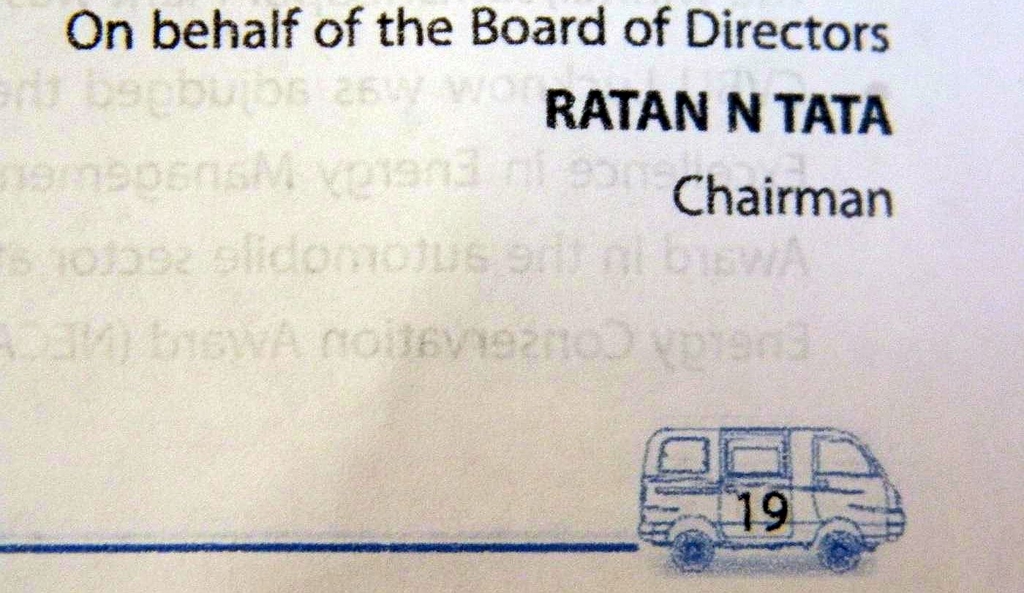 On behalf of the Board of Directors
RATAN N TATA
Chairman
19